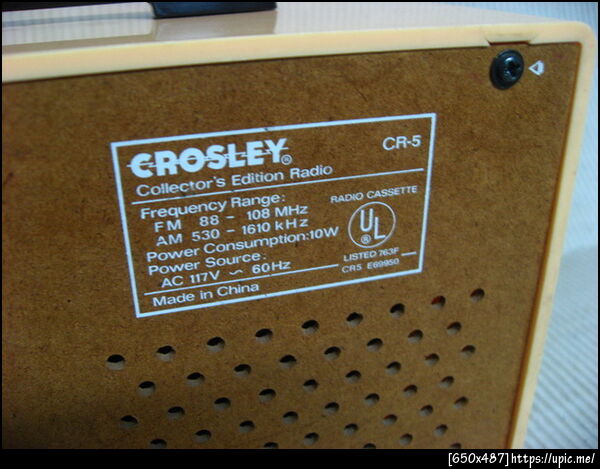 CROSLEY®
CR-5
Collector's Edition Radio
Frequency Range:
FM 88 - 108 MHz
AM 530 - 1610 kHz
Power Consumption:10W
Power Source:
AC 117V ~ 60Hz
Made in China
RADIO CASSETTE
UL®
LISTED 763F
CR5 E69950
[650x487]https://upic.me/